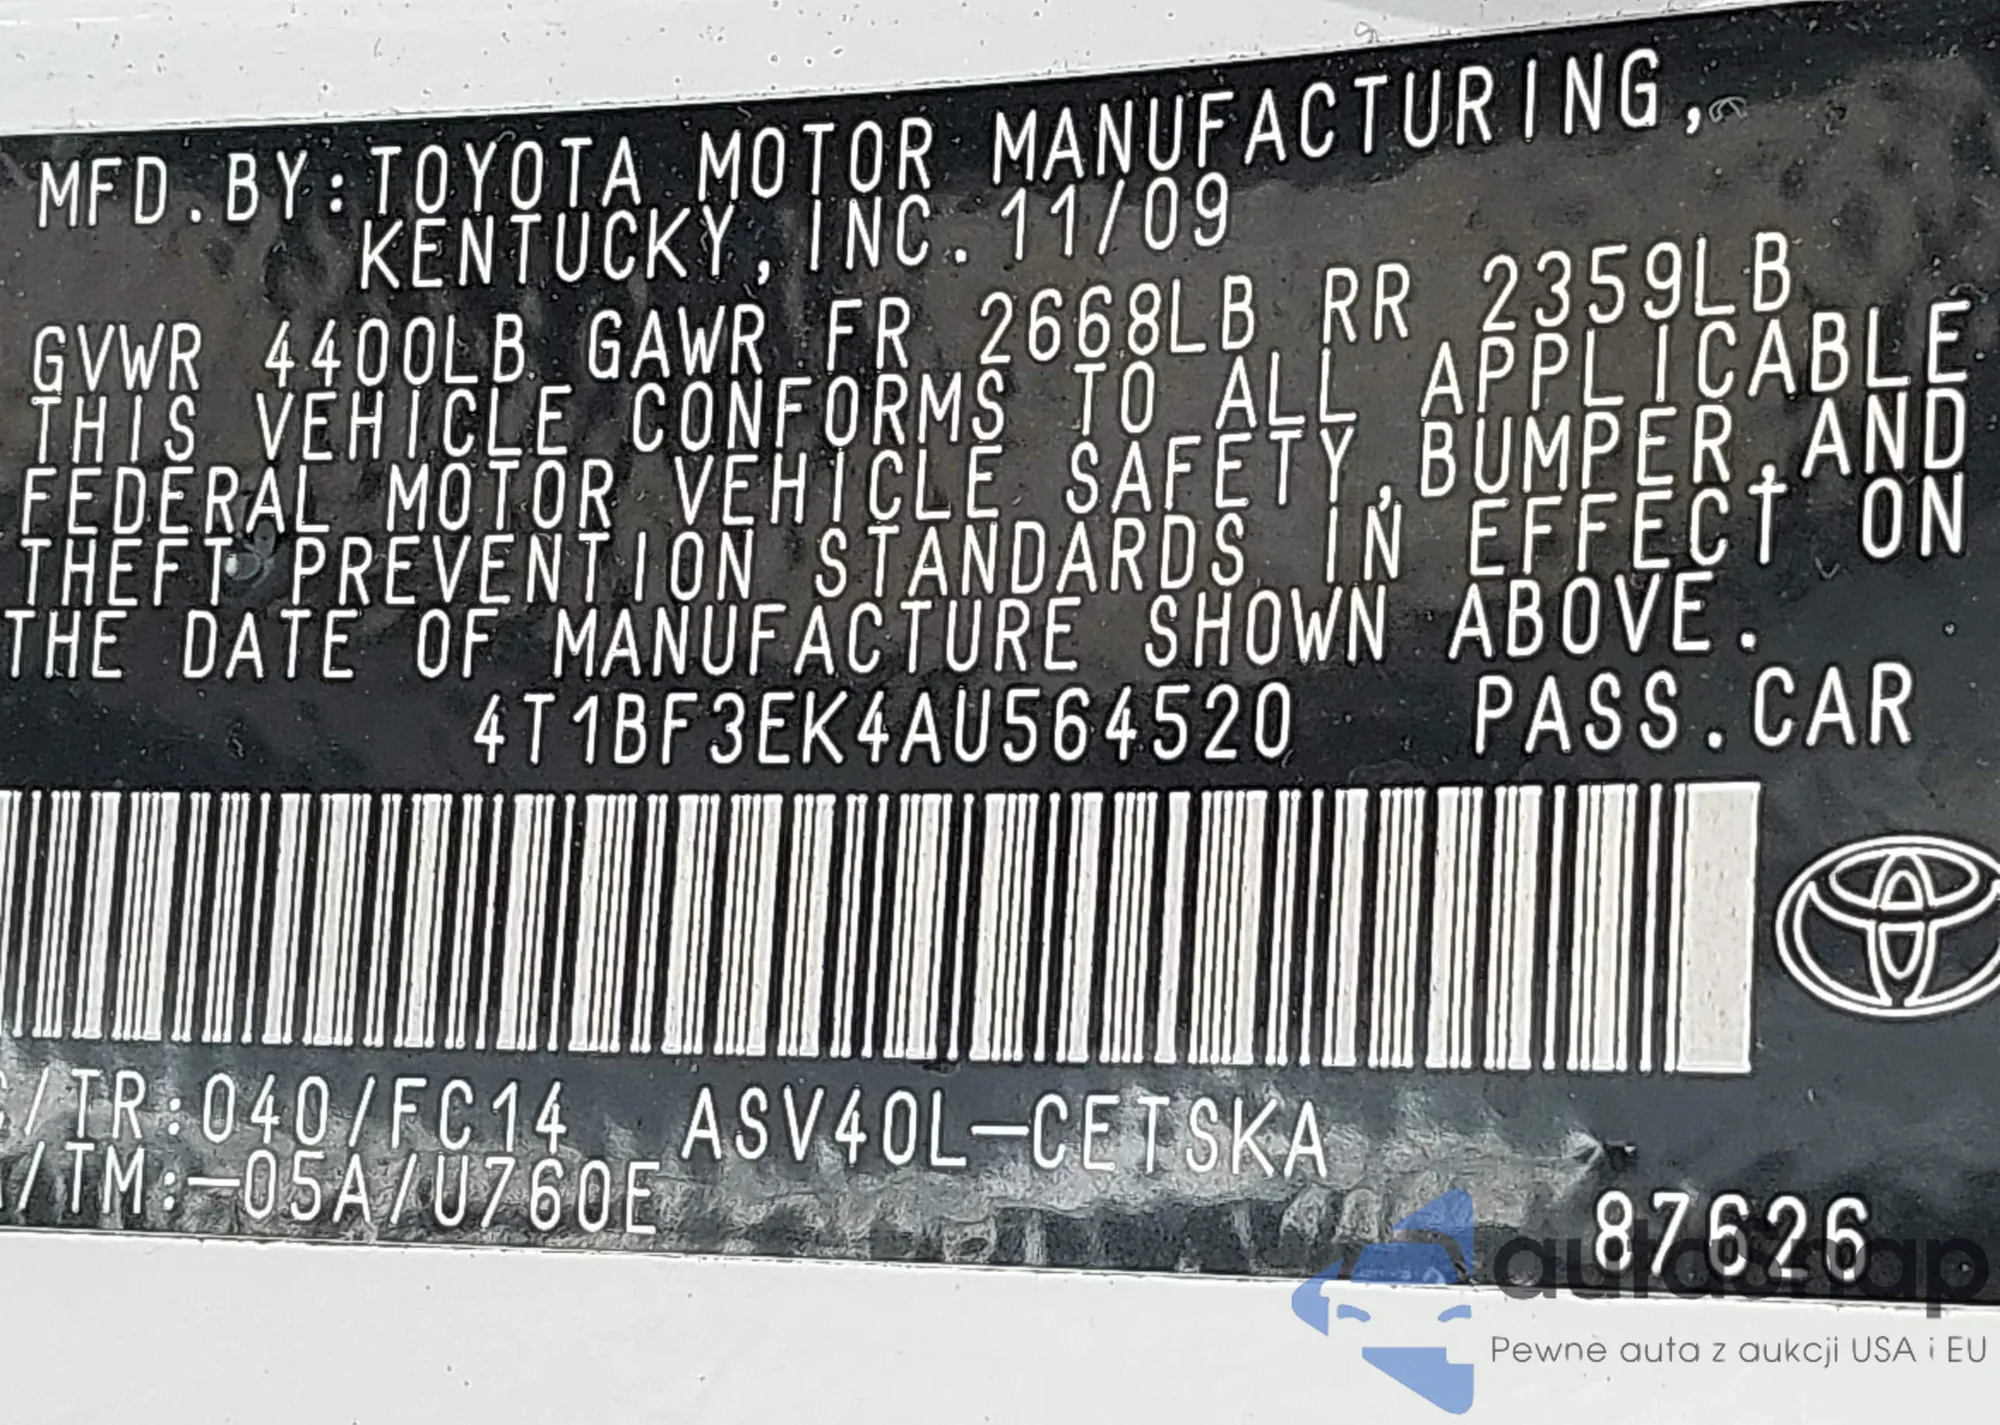 MFD.BY:TOYOTA MOTOR MANUFACTURING,
KENTUCKY, INC. 11/09
GVWR 4400LB GAWR FR 2668LB RR 2359LB
THIS VEHICLE CONFORMS TO ALL APPLICABLE
FEDERAL MOTOR VEHICLE SAFETY,BUMPER,AND
THEFT PREVENTION STANDARDS IN EFFECT ON
THE DATE OF MANUFACTURE SHOWN ABOVE.
4T1BF3EK4AU564520 PASS.CAR
/TR:040/FC14 ASV40L-CETSKA
/TM:-05A/U760E
87626
autosnap
Pewne auta z aukcji USA i EU